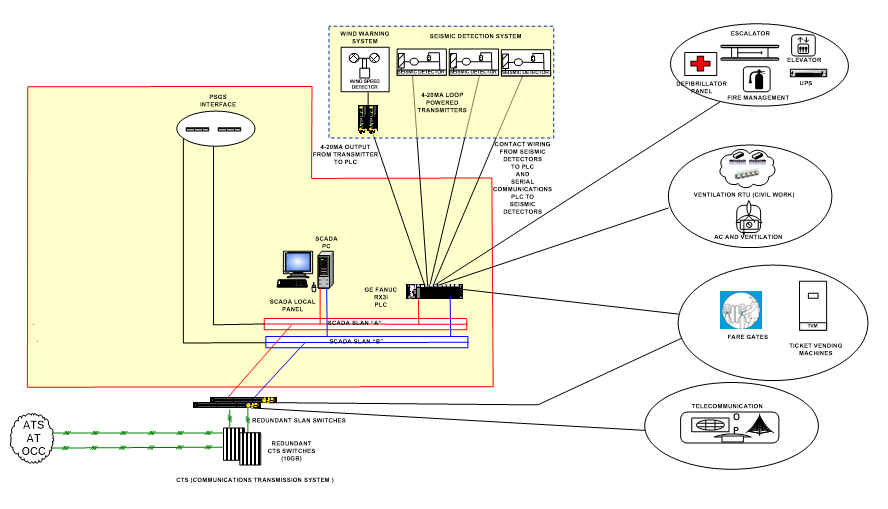 WIND WARNING
SYSTEM
SEISMIC DETECTION SYSTEM
WIND SPEED
DETECTOR
SEISMIC DETECTOR
SEISMIC DETECTOR
SEISMIC DETECTOR
4-20MA LOOP
POWERED
TRANSMITTERS
ESCALATOR
ELEVATOR
DEFIBRILLATOR
PANEL
UPS
FIRE MANAGEMENT
PSGS
INTERFACE
4-20MA OUTPUT
FROM TRANSMITTER
TO PLC
CONTACT WIRING
FROM SEISMIC
DETECTORS
TO PLC
AND
SERIAL
COMMUNICATIONS
PLC TO
SEISMIC
DETECTORS
VENTILATION RTU (CIVIL WORK)
AC AND VENTILATION
SCADA
PC
SCADA LOCAL
PANEL
GE FANUC
RX3I
PLC
SCADA SLAN "A"
SCADA SLAN "B"
TVM
FARE GATES
TICKET VENDING
MACHINES
TELECOMMUNICATION
O
P
REDUNDANT SLAN SWITCHES
ATS
AT
OCC
REDUNDANT
CTS SWITCHES
(10GB)
CTS (COMMUNICATIONS TRANSMISSION SYSTEM )